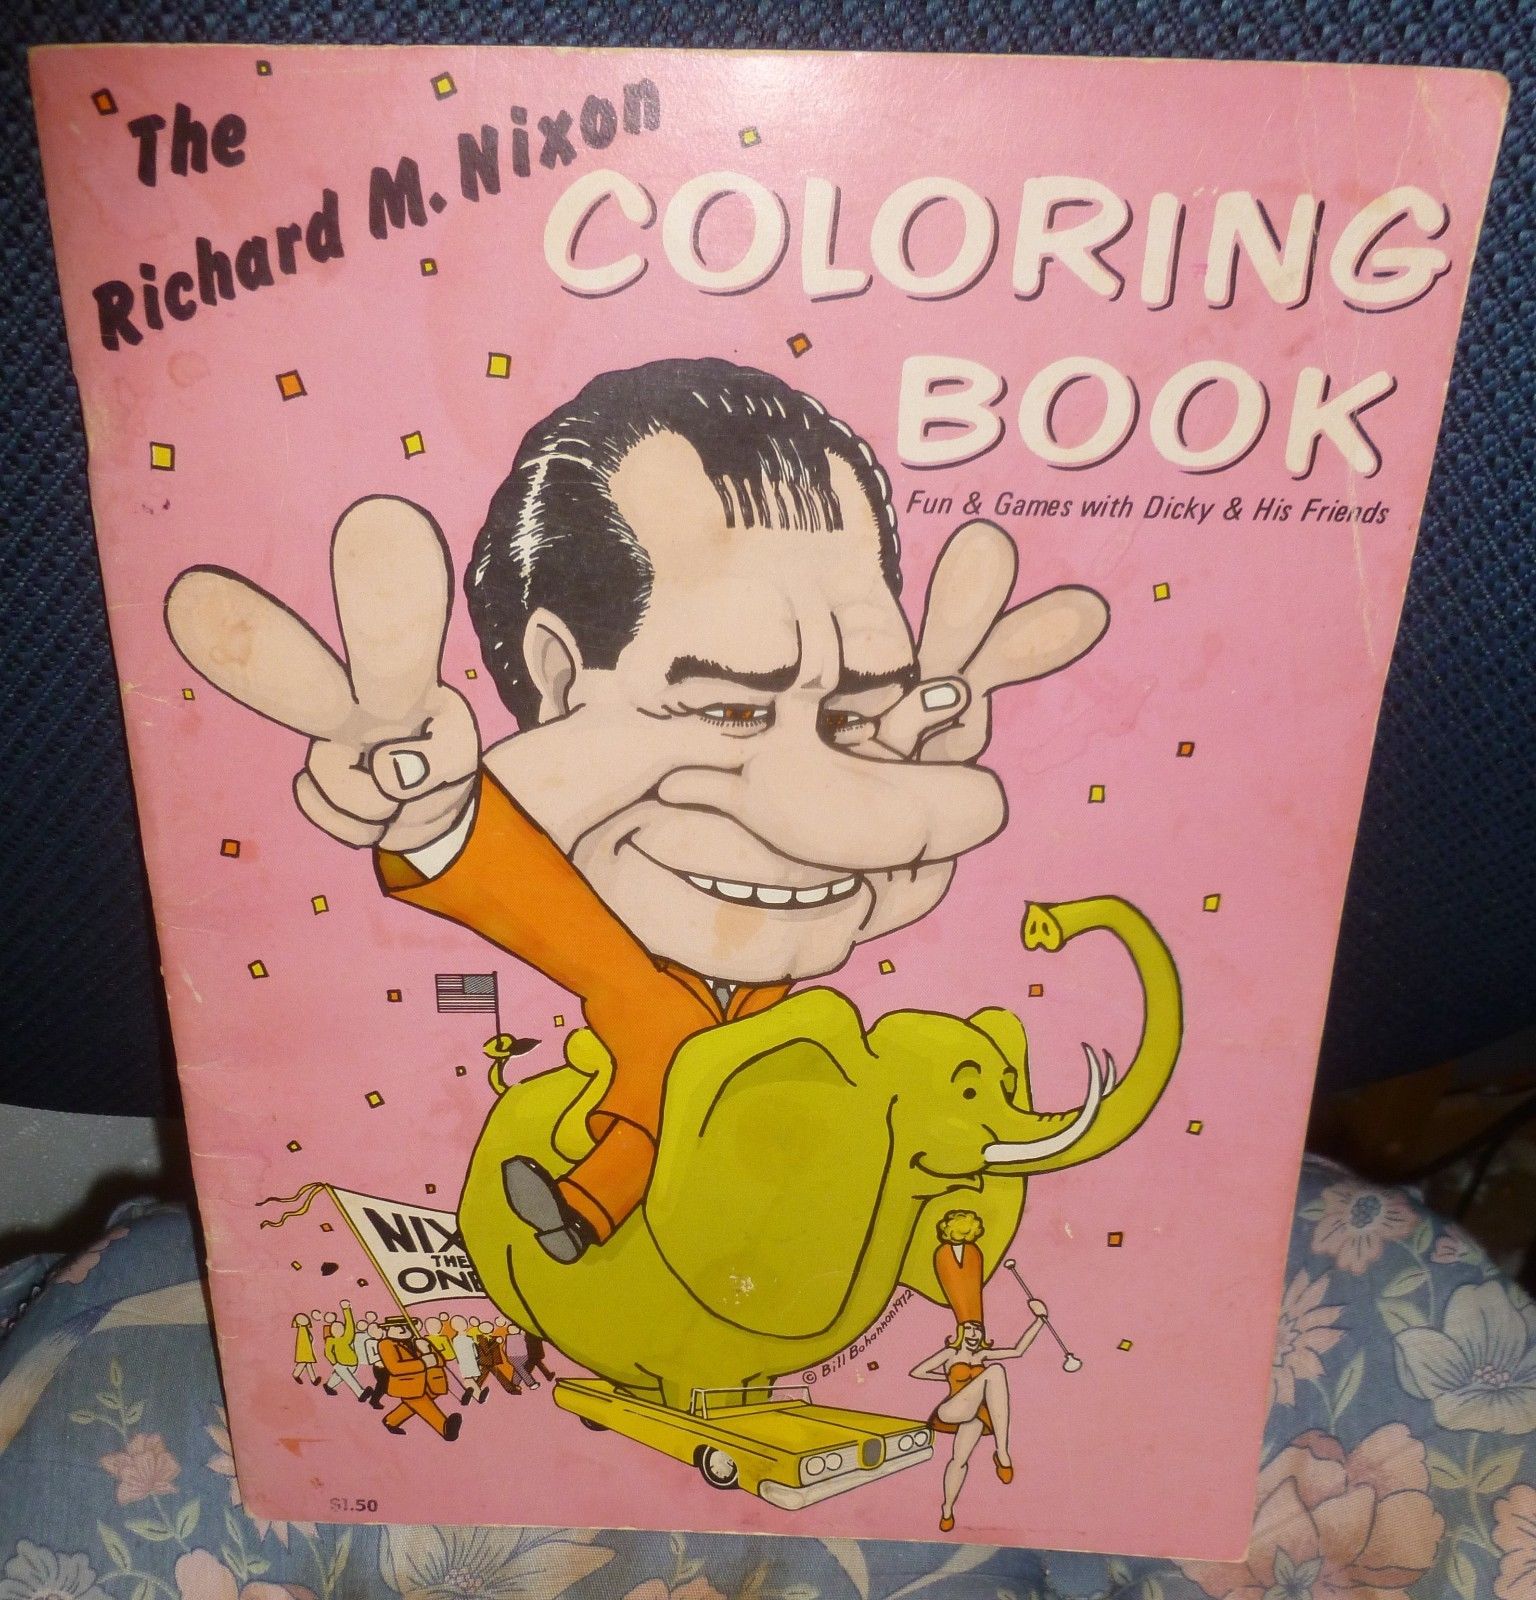 The
Richard M. Nixon
COLORING
BOOK
Fun & Games with Dicky & His Friends
NIX
THE
ONE
© Bill Bohannon 1972
$1.50